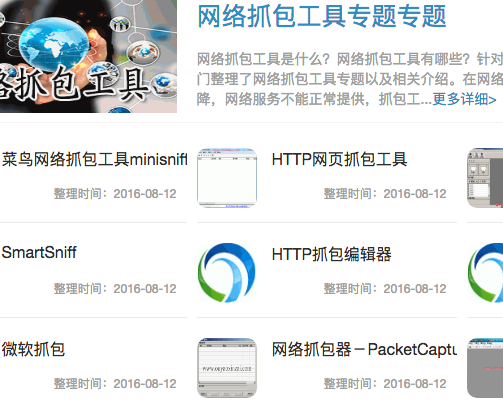 网络抓包工具专题专题
络抓包工具
网络抓包工具是什么？网络抓包工具有哪些？针对
门整理了网络抓包工具专题以及相关介绍。在网络
降，网络服务不能正常提供，抓包工...更多详细>
菜鸟网络抓包工具minisniff
整理时间：2016-08-12
HTTP网页抓包工具
整理时间：2016-08-12
SmartSniff
整理时间：2016-08-12
HTTP抓包编辑器
整理时间：2016-08-12
微软抓包
整理时间：2016-08-12
网络抓包器－PacketCaptu
整理时间：2016-08-12